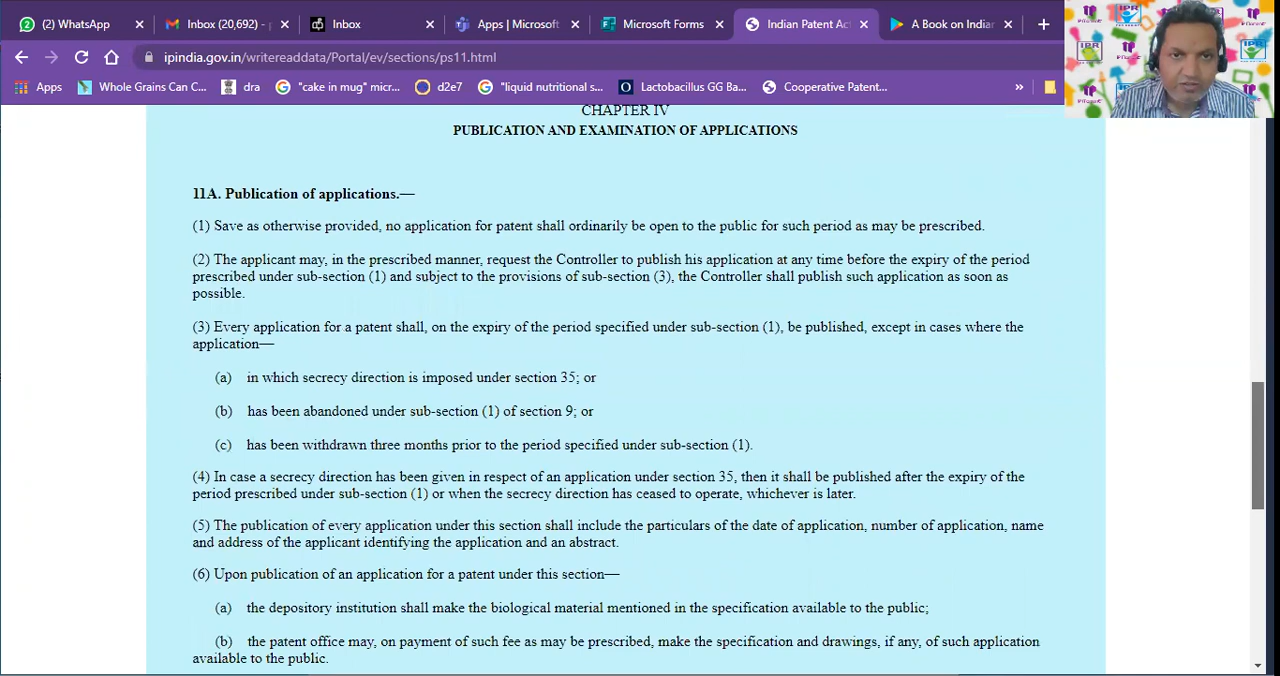 (2) WhatsApp
Inbox (20,692) -
Inbox
Apps | Microsoft
Microsoft Forms
Indian Patent Ac
A Book on India
ipindia.gov.in/writereaddata/Portal/ev/sections/ps11.html
Apps
Whole Grains Can C...
dra
"cake in mug" micr...
d2e7
"liquid nutritional s...
Lactobacillus GG Ba...
Cooperative Patent...
»
CHAPTER IV
PUBLICATION AND EXAMINATION OF APPLICATIONS
11A. Publication of applications.—
(1) Save as otherwise provided, no application for patent shall ordinarily be open to the public for such period as may be prescribed.
(2) The applicant may, in the prescribed manner, request the Controller to publish his application at any time before the expiry of the period
prescribed under sub-section (1) and subject to the provisions of sub-section (3), the Controller shall publish such application as soon as
possible.
(3) Every application for a patent shall, on the expiry of the period specified under sub-section (1), be published, except in cases where the
application—
(a) in which secrecy direction is imposed under section 35; or
(b) has been abandoned under sub-section (1) of section 9; or
(c) has been withdrawn three months prior to the period specified under sub-section (1).
(4) In case a secrecy direction has been given in respect of an application under section 35, then it shall be published after the expiry of the
period prescribed under sub-section (1) or when the secrecy direction has ceased to operate, whichever is later.
(5) The publication of every application under this section shall include the particulars of the date of application, number of application, name
and address of the applicant identifying the application and an abstract.
(6) Upon publication of an application for a patent under this section—
(a) the depository institution shall make the biological material mentioned in the specification available to the public;
(b) the patent office may, on payment of such fee as may be prescribed, make the specification and drawings, if any, of such application
available to the public.
IPR
IPR
IPR